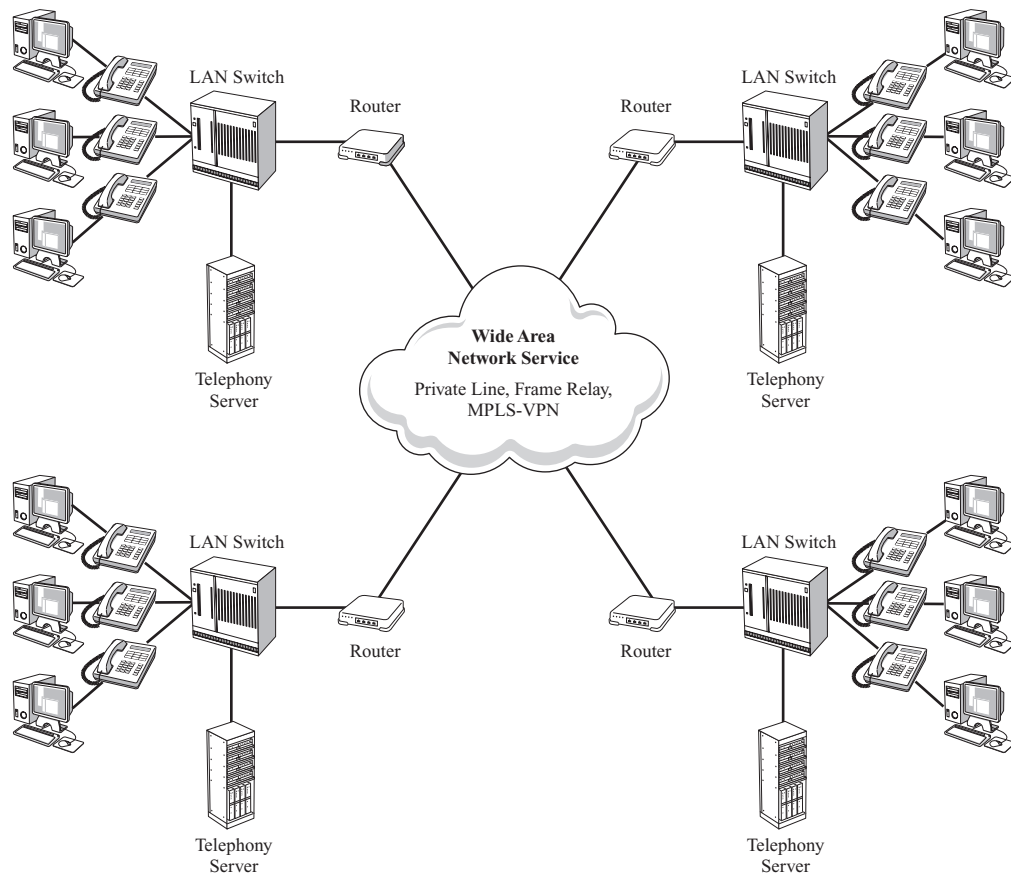 LAN Switch
LAN Switch
Router
Router
Wide Area
Network Service
Private Line, Frame Relay,
MPLS-VPN
Telephony
Server
Telephony
Server
LAN Switch
LAN Switch
Router
Router
Telephony
Server
Telephony
Server